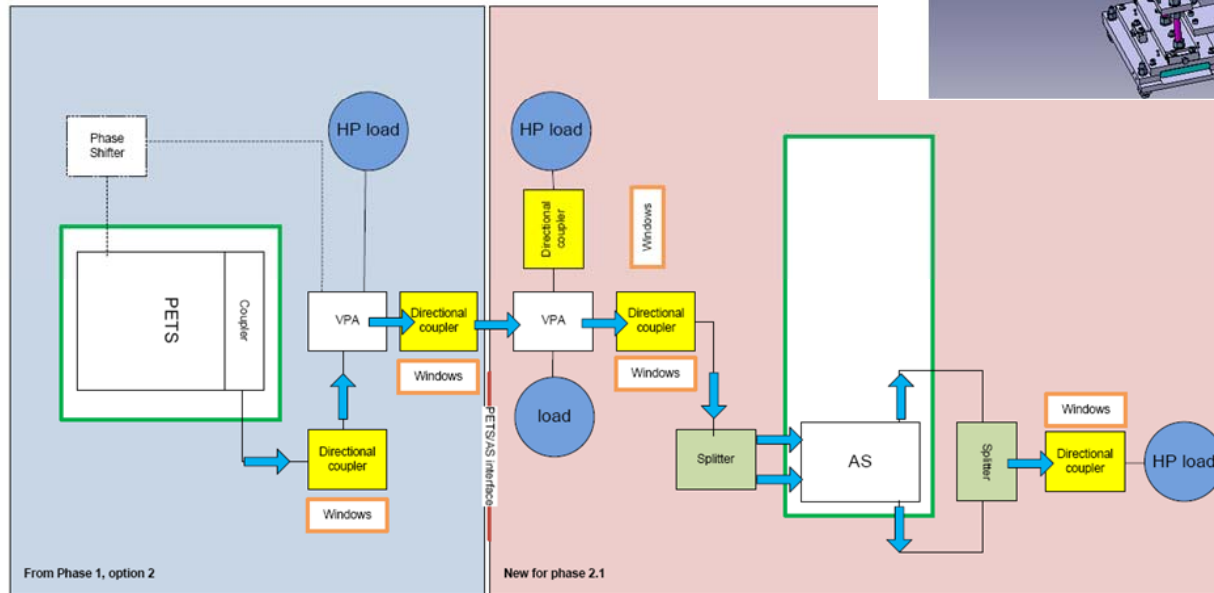 Phase
Shifter
HP load
PETS
Coupler
VPA
Directional
coupler
Windows
Directional
coupler
Windows
From Phase 1, option 2
PETS/AS interface
HP load
Directional
coupler
Windows
VPA
Directional
coupler
Windows
load
Splitter
AS
Splitter
Windows
Directional
coupler
HP load
New for phase 2.1